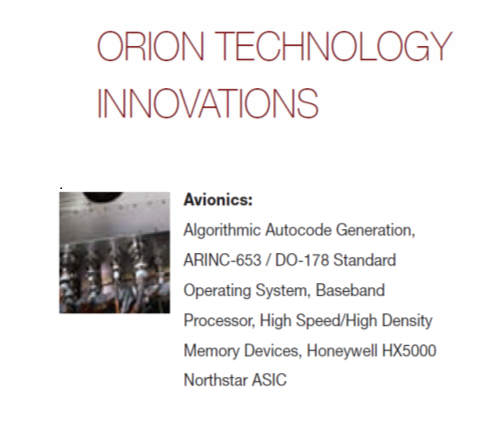 ORION TECHNOLOGY
INNOVATIONS
Avionics:
Algorithmic Autocode Generation,
ARINC-653 / DO-178 Standard
Operating System, Baseband
Processor, High Speed/High Density
Memory Devices, Honeywell HX5000
Northstar ASIC